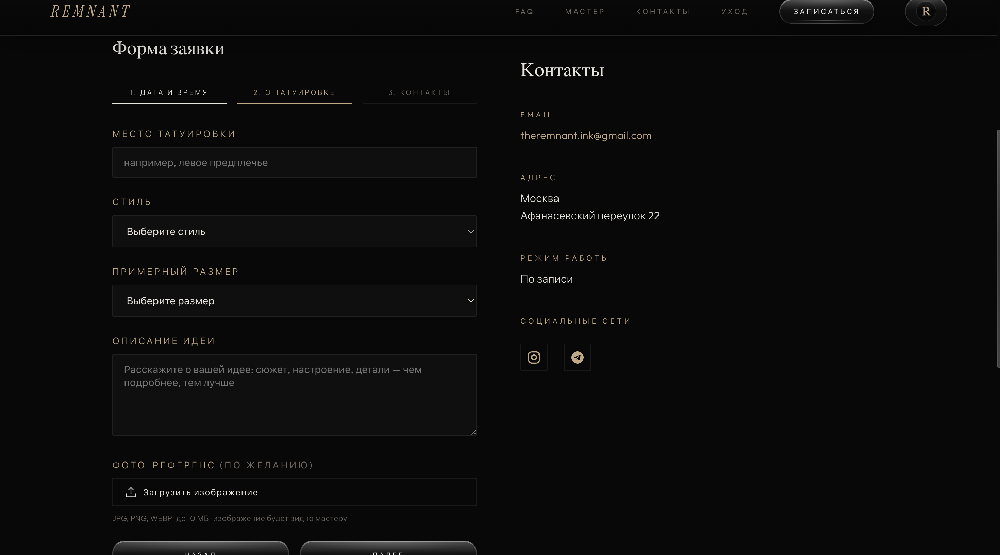 REMNANT
FAQ
МАСТЕР
КОНТАКТЫ
УХОД
ЗАПИСАТЬСЯ
R
Форма заявки
1. ДАТА И ВРЕМЯ
2. О ТАТУИРОВКЕ
3. КОНТАКТЫ
МЕСТО ТАТУИРОВКИ
например, левое предплечье
СТИЛЬ
Выберите стиль
ПРИМЕРНЫЙ РАЗМЕР
Выберите размер
ОПИСАНИЕ ИДЕИ
Расскажите о вашей идее: сюжет, настроение, детали — чем
подробнее, тем лучше
ФОТО-РЕФЕРЕНС (ПО ЖЕЛАНИЮ)
Загрузить изображение
JPG, PNG, WEBP · до 10 МБ · изображение будет видно мастеру
НАЗАД
ДАЛЕЕ
Контакты
EMAIL
theremnant.ink@gmail.com
АДРЕС
Москва
Афанасевский переулок 22
РЕЖИМ РАБОТЫ
По записи
СОЦИАЛЬНЫЕ СЕТИ